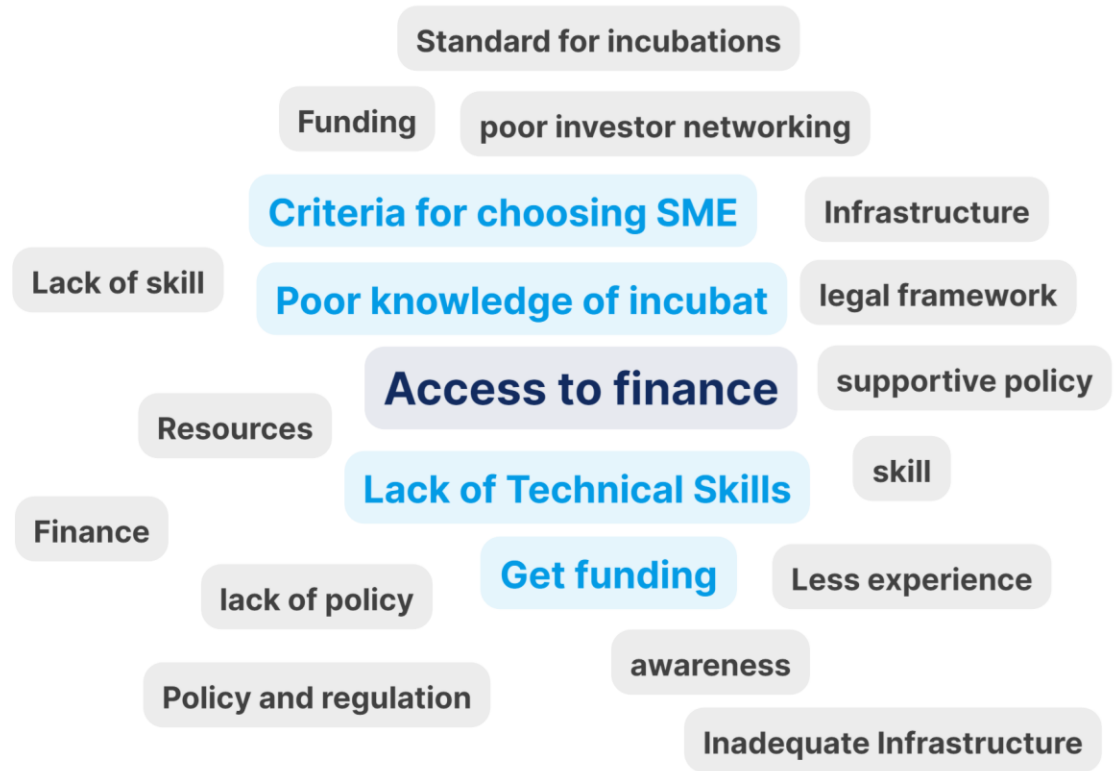 Standard for incubations
Funding
poor investor networking
Criteria for choosing SME
Infrastructure
Lack of skill
Poor knowledge of incubat
legal framework
Access to finance
supportive policy
Resources
Lack of Technical Skills
skill
Finance
Get funding
Less experience
lack of policy
awareness
Policy and regulation
Inadequate Infrastructure